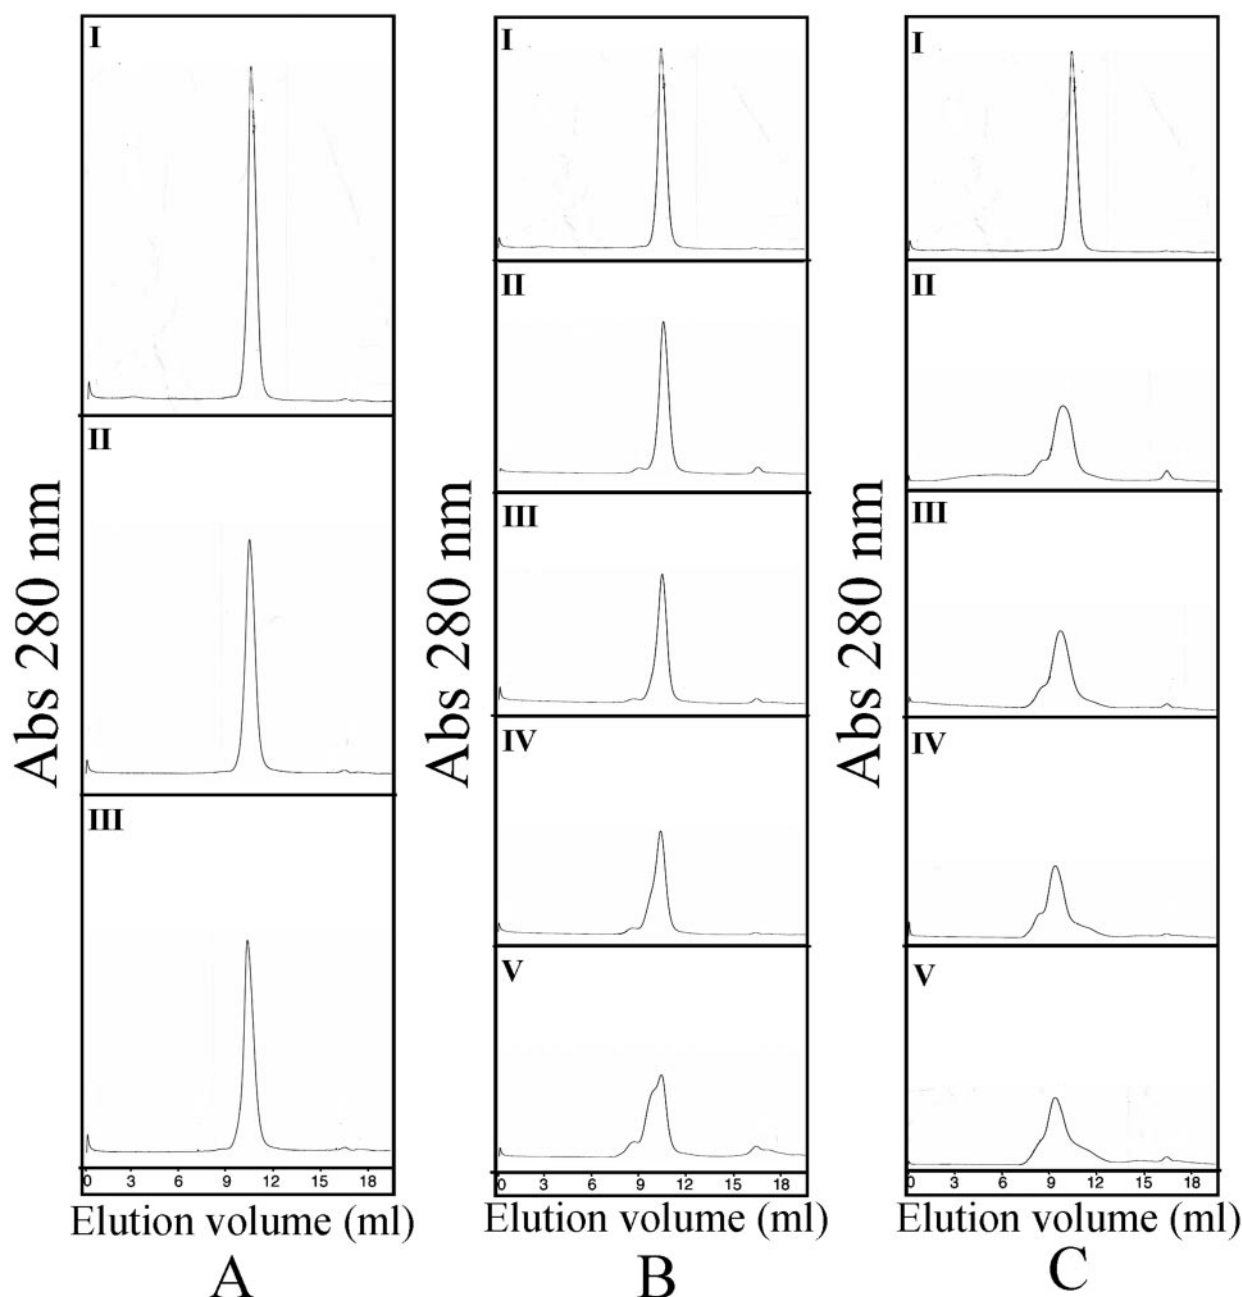 I
II
III
Abs 280 nm
0 3 6 9 12 15 18
Elution volume (ml)
A
I
II
III
IV
V
Abs 280 nm
0 3 6 9 12 15 18
Elution volume (ml)
B
I
II
III
IV
V
Abs 280 nm
0 3 6 9 12 15 18
Elution volume (ml)
C